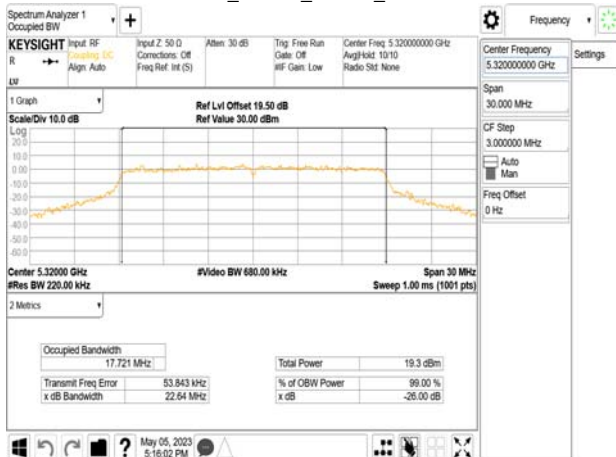 Spectrum Analyzer 1
Occupied BW
Frequency
KEYSIGHT
R
LXI
Input: RF
Coupling: DC
Align: Auto
Input Z: 50 Ω
Corrections: Off
Freq Ref: Int (S)
Atten: 30 dB
Trig: Free Run
Gate: Off
#IF Gain: Low
Center Freq: 5.320000000 GHz
Avg|Hold: 10/10
Radio Std: None
Center Frequency
5.320000000 GHz
Settings
Span
30.000 MHz
CF Step
3.000000 MHz
Auto
Man
Freq Offset
0 Hz
1 Graph
Scale/Div 10.0 dB
Ref Lvl Offset 19.50 dB
Ref Value 30.00 dBm
Log
20.0
10.0
0.00
-10.0
-20.0
-30.0
-40.0
-50.0
-60.0
Center 5.32000 GHz
#Video BW 680.00 kHz
Span 30 MHz
#Res BW 220.00 kHz
Sweep 1.00 ms (1001 pts)
2 Metrics
Occupied Bandwidth
17.721 MHz
Total Power 19.3 dBm
Transmit Freq Error 53.843 kHz
% of OBW Power 99.00 %
x dB Bandwidth 22.64 MHz
x dB -26.00 dB
?
May 05, 2023
5:16:02 PM